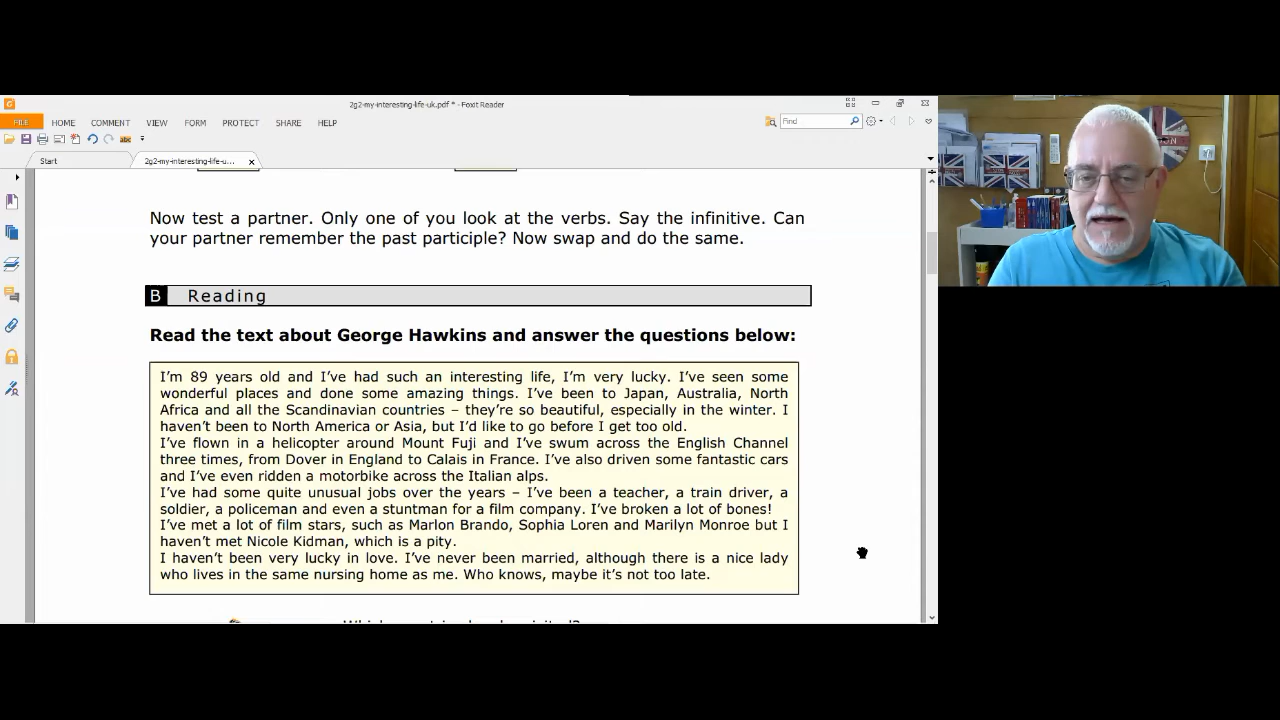 2g2-my-interesting-life-uk.pdf * - Foxit Reader
FILE HOME COMMENT VIEW FORM PROTECT SHARE HELP
Find
Start 2g2-my-interesting-life-u...
Now test a partner. Only one of you look at the verbs. Say the infinitive. Can
your partner remember the past participle? Now swap and do the same.
B Reading
Read the text about George Hawkins and answer the questions below:
I'm 89 years old and I've had such an interesting life, I'm very lucky. I've seen some
wonderful places and done some amazing things. I've been to Japan, Australia, North
Africa and all the Scandinavian countries – they're so beautiful, especially in the winter. I
haven't been to North America or Asia, but I'd like to go before I get too old.
I've flown in a helicopter around Mount Fuji and I've swum across the English Channel
three times, from Dover in England to Calais in France. I've also driven some fantastic cars
and I've even ridden a motorbike across the Italian alps.
I've had some quite unusual jobs over the years – I've been a teacher, a train driver, a
soldier, a policeman and even a stuntman for a film company. I've broken a lot of bones!
I've met a lot of film stars, such as Marlon Brando, Sophia Loren and Marilyn Monroe but I
haven't met Nicole Kidman, which is a pity.
I haven't been very lucky in love. I've never been married, although there is a nice lady
who lives in the same nursing home as me. Who knows, maybe it's not too late.